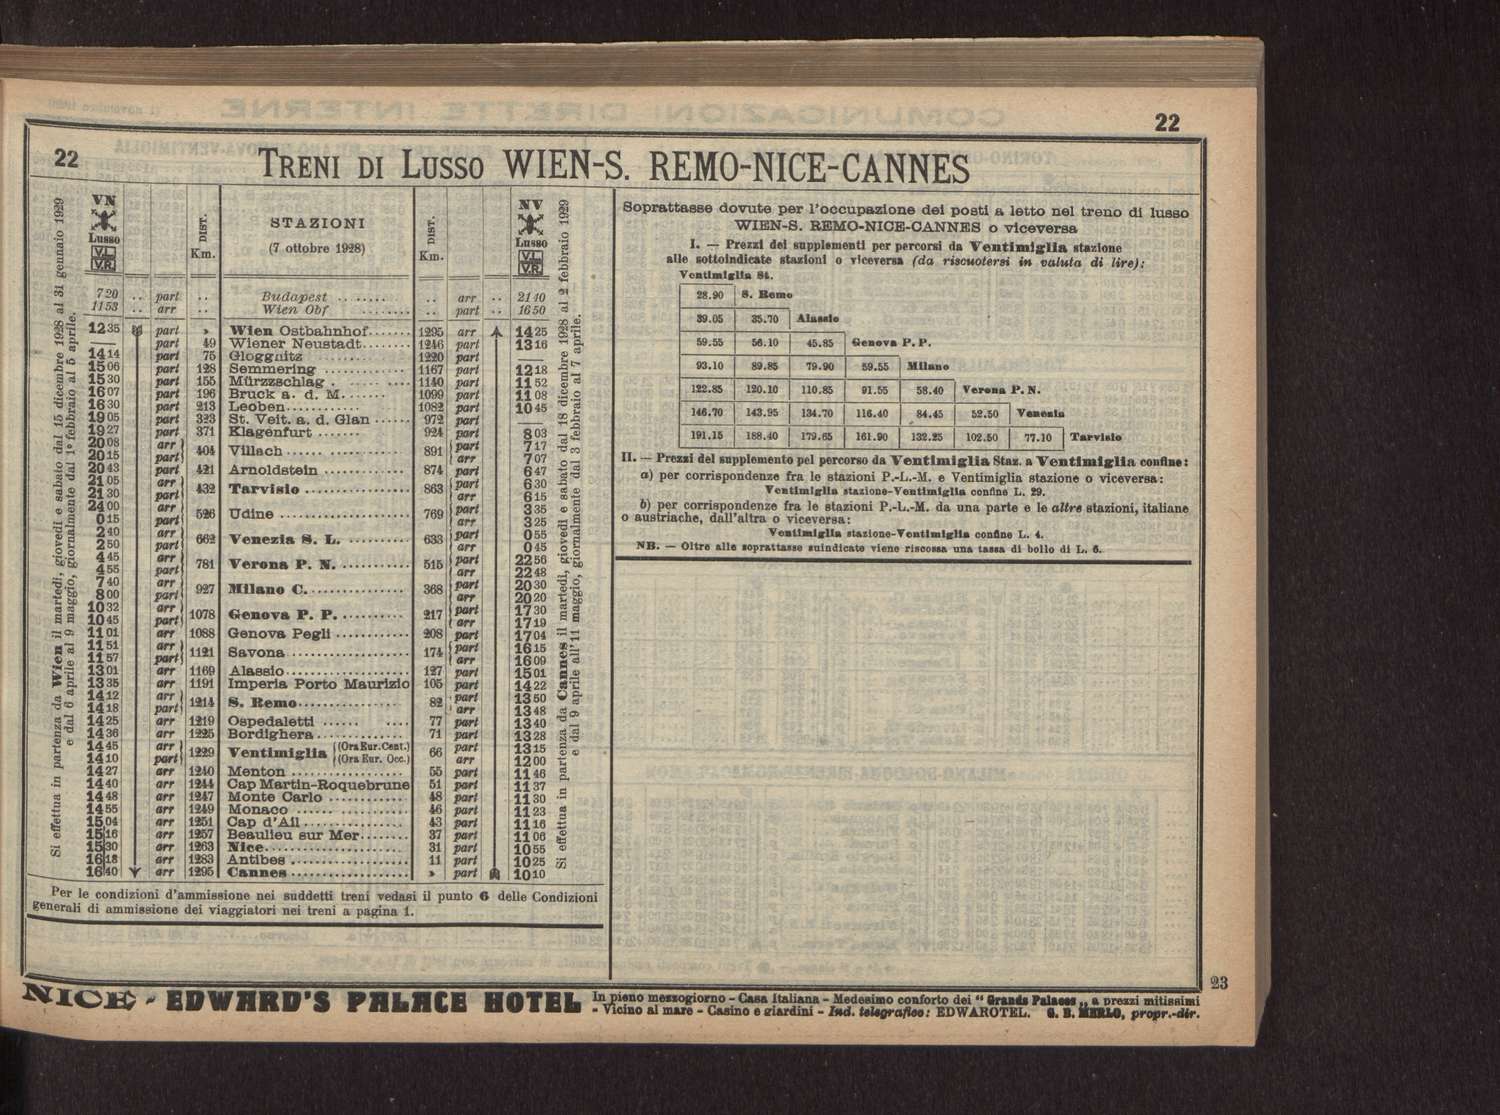 22
22
TRENI DI LUSSO WIEN-S. REMO-NICE-CANNES
Si effettua in partenza da Wien il martedì, giovedì e sabato dal 15 dicembre 1928 al 31 gennaio 1929
e dal 6 aprile al 9 maggio, giornalmente dal 1° febbraio al 5 aprile.
VN Lusso V.L. V.R. | DIST. Km. | STAZIONI (7 ottobre 1928) | DIST. Km. | NV Lusso V.L. V.R.
7 20 .. part .. Budapest ........ .. arr .. 21 40
11 53 .. arr .. Wien Obf ........ .. part .. 16 50
12 35 part » Wien Ostbahnhof....... 1295 arr 14 25
—— part 49 Wiener Neustadt....... 1246 part 13 16
14 14 part 75 Gloggnitz ........ 1220 part ——
15 06 part 128 Semmering ............ 1167 part 12 18
15 30 part 155 Mürzzschlag . ........ 1140 part 11 52
16 07 part 196 Bruck a. d. M....... 1099 part 11 08
16 30 part 213 Leoben............ 1082 part 10 45
19 05 part 323 St. Veit. a. d. Glan ...... 972 part ——
19 27 part 371 Klagenfurt ....... 924 part 8 03
20 08 arr 404 Villach............ 891 part 7 17
20 15 part arr 7 07
20 43 part 421 Arnoldstein ............ 874 part 6 47
21 05 arr 432 Tarvisio ............... 863 part 6 30
21 30 part arr 6 15
24 00 arr 526 Udine .................. 769 part 3 35
0 15 part arr 3 25
2 40 arr 662 Venezia S. L. ......... 633 part 0 55
2 50 part arr 0 45
4 45 arr 781 Verona P. N. .......... 515 part 22 56
4 55 part arr 22 48
7 40 arr 927 Milano C. .............. 368 part 20 30
8 00 part arr 20 20
10 32 arr 1078 Genova P. P. .......... 217 part 17 30
10 45 part arr 17 19
11 01 arr 1088 Genova Pegli ........... 208 part 17 04
11 51 arr 1121 Savona.................. 174 part 16 15
11 57 part arr 16 09
13 01 arr 1169 Alassio.................. 127 part 15 01
13 35 arr 1191 Imperia Porto Maurizio 105 part 14 22
14 12 arr 1214 S. Remo................ 82 part 13 50
14 18 part arr 13 48
14 25 arr 1219 Ospedaletti ...... .... 77 part 13 40
14 36 arr 1225 Bordighera.............. 71 part 13 28
14 45 arr 1229 Ventimiglia (Ora Eur. Cent.) 66 part 13 15
14 10 part (Ora Eur. Occ.) arr 12 00
14 27 arr 1240 Menton ................. 55 part 11 46
14 40 arr 1244 Cap Martin-Roquebrune 51 part 11 37
14 48 arr 1247 Monte Carlo ............ 48 part 11 30
14 55 arr 1249 Monaco ..... ........ 46 part 11 23
15 04 arr 1251 Cap d'Ail ............... 43 part 11 16
15 16 arr 1257 Beaulieu sur Mer........ 37 part 11 06
15 30 arr 1263 Nice..................... 31 part 10 55
16 18 arr 1283 Antibes ................. 11 part 10 25
16 40 arr 1295 Cannes .................. » part 10 10
Si effettua in partenza da Cannes il martedì, giovedì e sabato dal 18 dicembre 1928 al 2 febbraio 1929
e dal 9 aprile all'11 maggio, giornalmente dal 3 febbraio al 7 aprile.
Per le condizioni d'ammissione nei suddetti treni vedasi il punto 6 delle Condizioni
generali di ammissione dei viaggiatori nei treni a pagina 1.
Soprattasse dovute per l'occupazione dei posti a letto nel treno di lusso
WIEN-S. REMO-NICE-CANNES o viceversa
I. — Prezzi dei supplementi per percorsi da Ventimiglia stazione
alle sottoindicate stazioni o viceversa (da riscuotersi in valuta di lire):
Ventimiglia St.
28.90 S. Remo
39.05 35.70 Alassio
59.55 56.10 45.85 Genova P. P.
93.10 89.85 79.90 59.55 Milano
122.85 120.10 110.85 91.55 58.40 Verona P. N.
146.70 143.95 134.70 116.40 84.45 52.50 Venezia
191.15 188.40 179.65 161.90 132.25 102.50 77.10 Tarvisio
II. — Prezzi del supplemento pel percorso da Ventimiglia Staz. a Ventimiglia confine:
a) per corrispondenze fra le stazioni P.-L.-M. e Ventimiglia stazione o viceversa:
Ventimiglia stazione-Ventimiglia confine L. 29.
b) per corrispondenze fra le stazioni P.-L.-M. da una parte e le altre stazioni, italiane
o austriache, dall'altra o viceversa:
Ventimiglia stazione-Ventimiglia confine L. 4.
NB. — Oltre alle soprattasse suindicate viene riscossa una tassa di bollo di L. 6.
23
NICE - EDWARD'S PALACE HOTEL
In pieno mezzogiorno - Casa Italiana - Medesimo conforto dei "Grands Palaces„ a prezzi mitissimi
- Vicino al mare - Casino e giardini - Ind. telegrafico: EDWAROTEL. G. B. MERLO, propr.-dir.